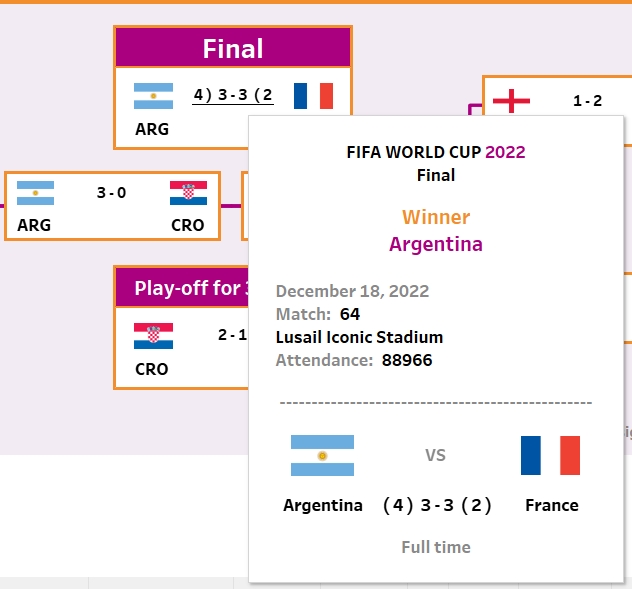 Final
4) 3-3 (2
ARG
1-2
3-0
ARG CRO
Play-off for
2-1
CRO
FIFA WORLD CUP 2022
Final
Winner
Argentina
December 18, 2022
Match: 64
Lusail Iconic Stadium
Attendance: 88966
VS
Argentina (4) 3-3 (2) France
Full time